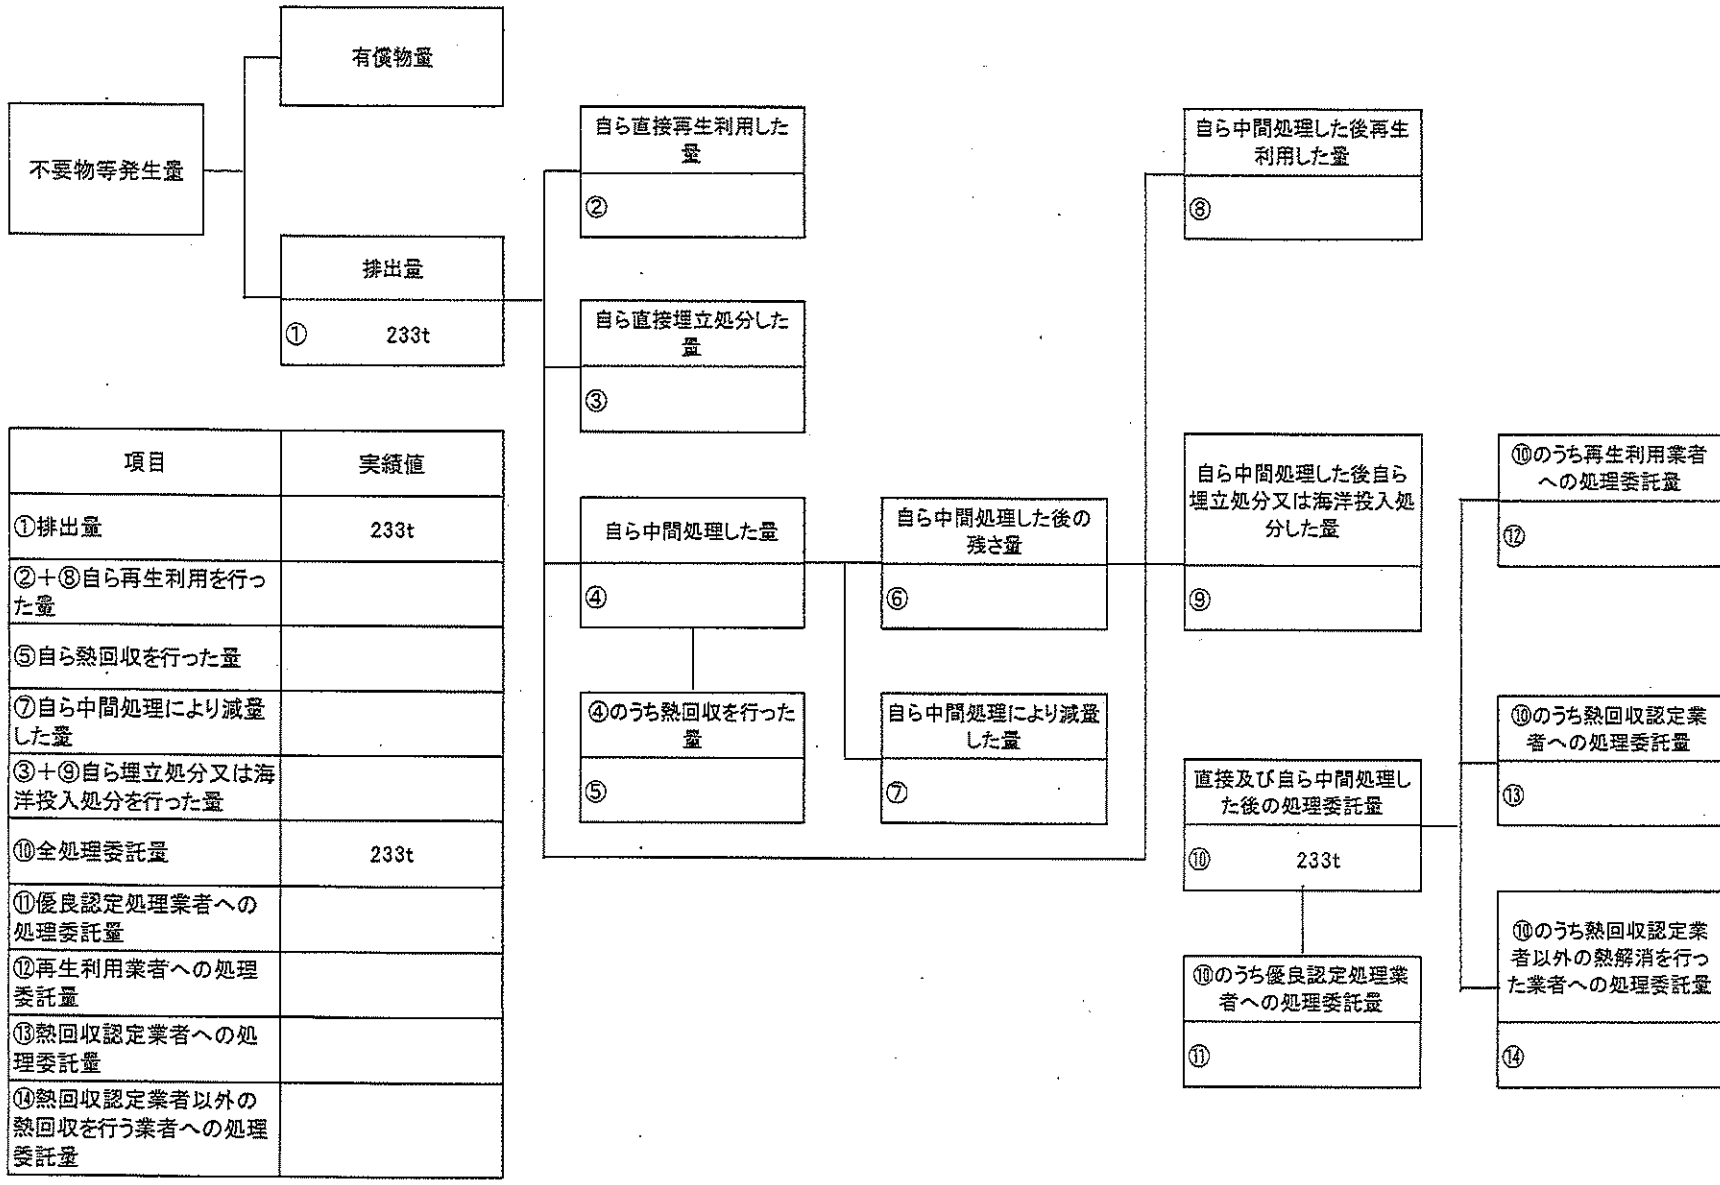 有償物量
不要物等発生量
排出量
① 233t
自ら直接再生利用した
量
②
自ら直接埋立処分した
量
③
自ら中間処理した量
④
④のうち熱回収を行った
量
⑤
自ら中間処理した後の
残さ量
⑥
自ら中間処理により減量
した量
⑦
自ら中間処理した後再生
利用した量
⑧
自ら中間処理した後自ら
埋立処分又は海洋投入処
分した量
⑨
直接及び自ら中間処理し
た後の処理委託量
⑩ 233t
⑩のうち優良認定処理業
者への処理委託量
⑪
⑩のうち再生利用業者
への処理委託量
⑫
⑩のうち熱回収認定業
者への処理委託量
⑬
⑩のうち熱回収認定業
者以外の熱解消を行っ
た業者への処理委託量
⑭
項目 実績値
①排出量 233t
②＋⑧自ら再生利用を行っ
た量
⑤自ら熱回収を行った量
⑦自ら中間処理により減量
した量
③＋⑨自ら埋立処分又は海
洋投入処分を行った量
⑩全処理委託量 233t
⑪優良認定処理業者への
処理委託量
⑫再生利用業者への処理
委託量
⑬熱回収認定業者への処
理委託量
⑭熱回収認定業者以外の
熱回収を行う業者への処理
委託量